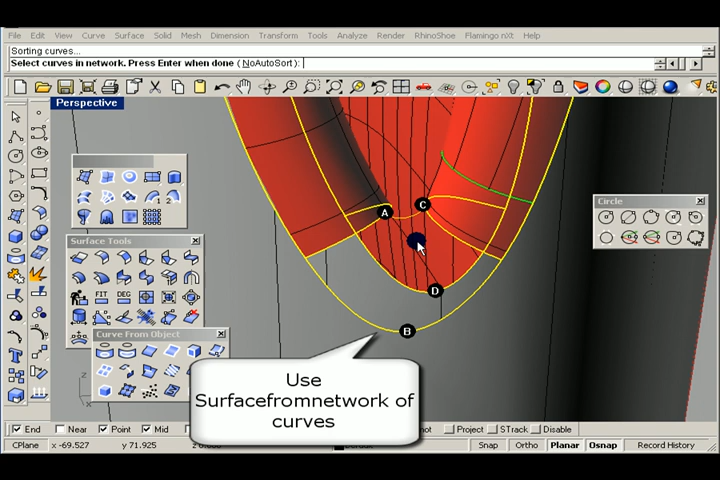 File Edit View Curve Surface Solid Mesh Dimension Transform Tools Analyze Render RhinoShoe Flamingo nXt Help
Sorting curves...
Select curves in network. Press Enter when done ( NoAutoSort ):
Perspective
Circle
A
C
Surface Tools
FIT DEG
D
B
Curve From Object
Use
Surfacefromnetwork of
curves
z
x
End Near Point Mid Project STrack Disable
CPlane x -69.527 y 71.925 Snap Ortho Planar Osnap Record History